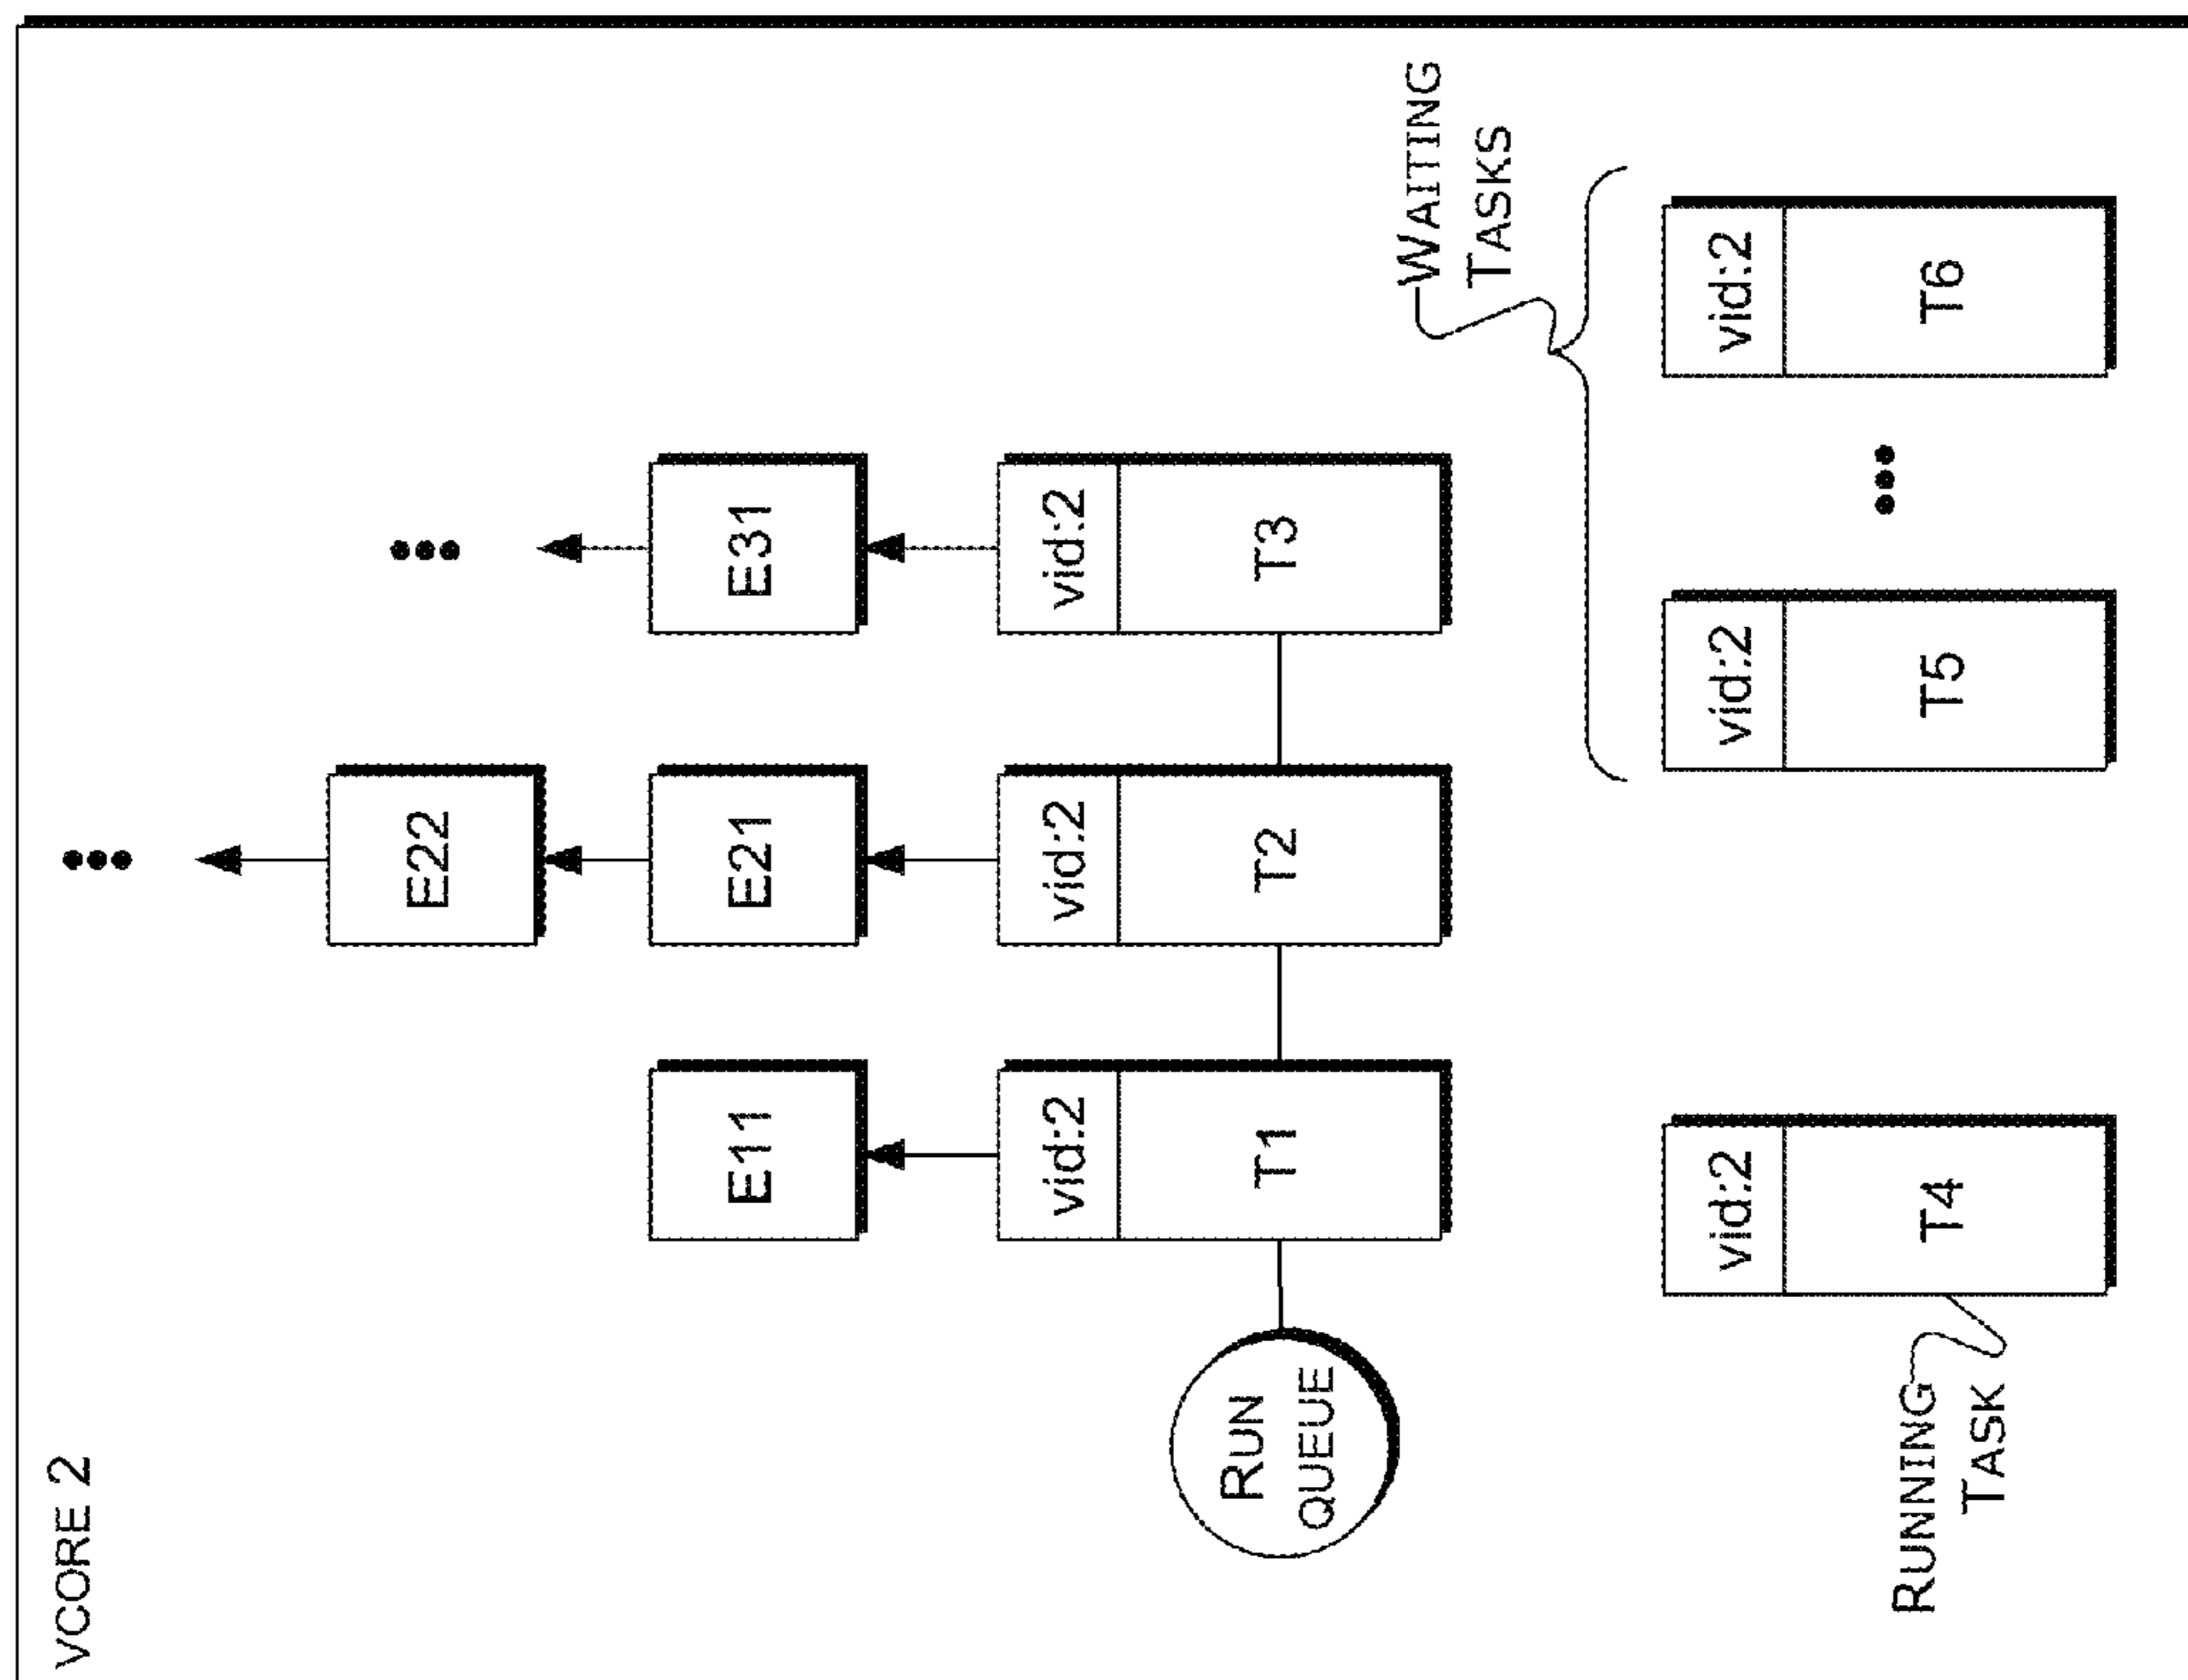 VCORE 2
E22
E11
E21
E31
vid:2
vid:2
vid:2
RUN
QUEUE
T1
T2
T3
WAITING
TASKS
vid:2
vid:2
vid:2
RUNNING
TASK
T4
T5
T6